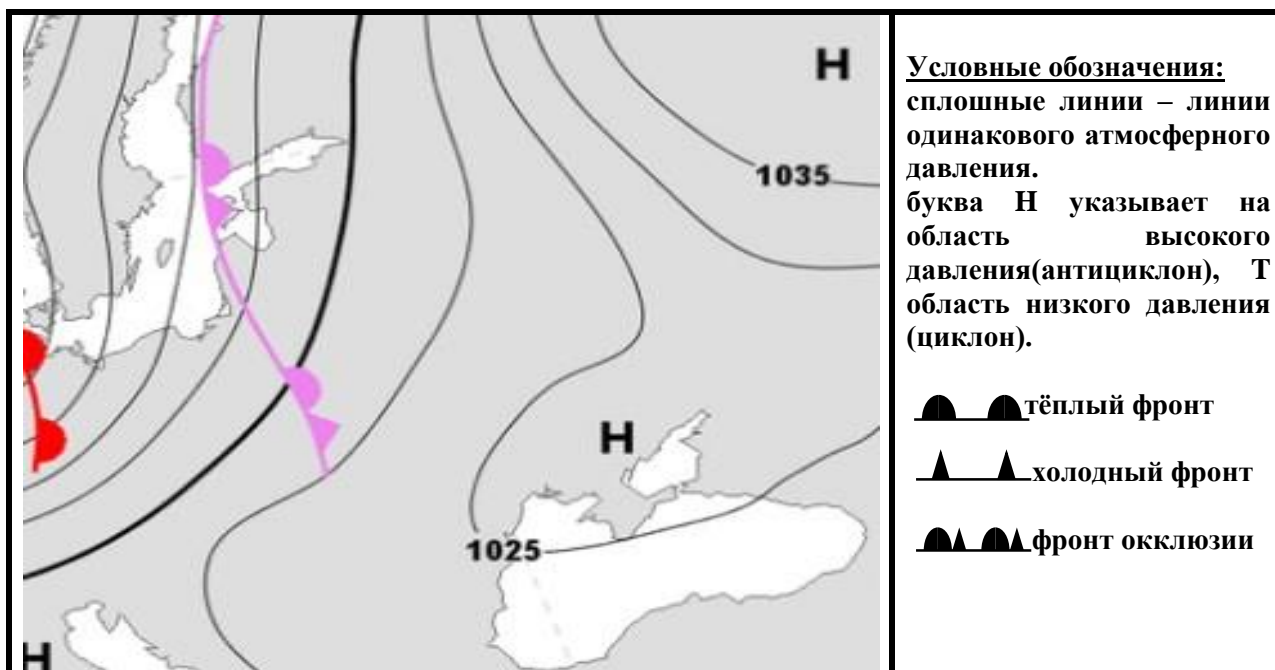 H
1035
H
1025
H
Условные обозначения:
сплошные линии – линии
одинакового атмосферного
давления.
буква Н указывает на
область высокого
давления(антициклон), Т
область низкого давления
(циклон).
тёплый фронт
холодный фронт
фронт окклюзии